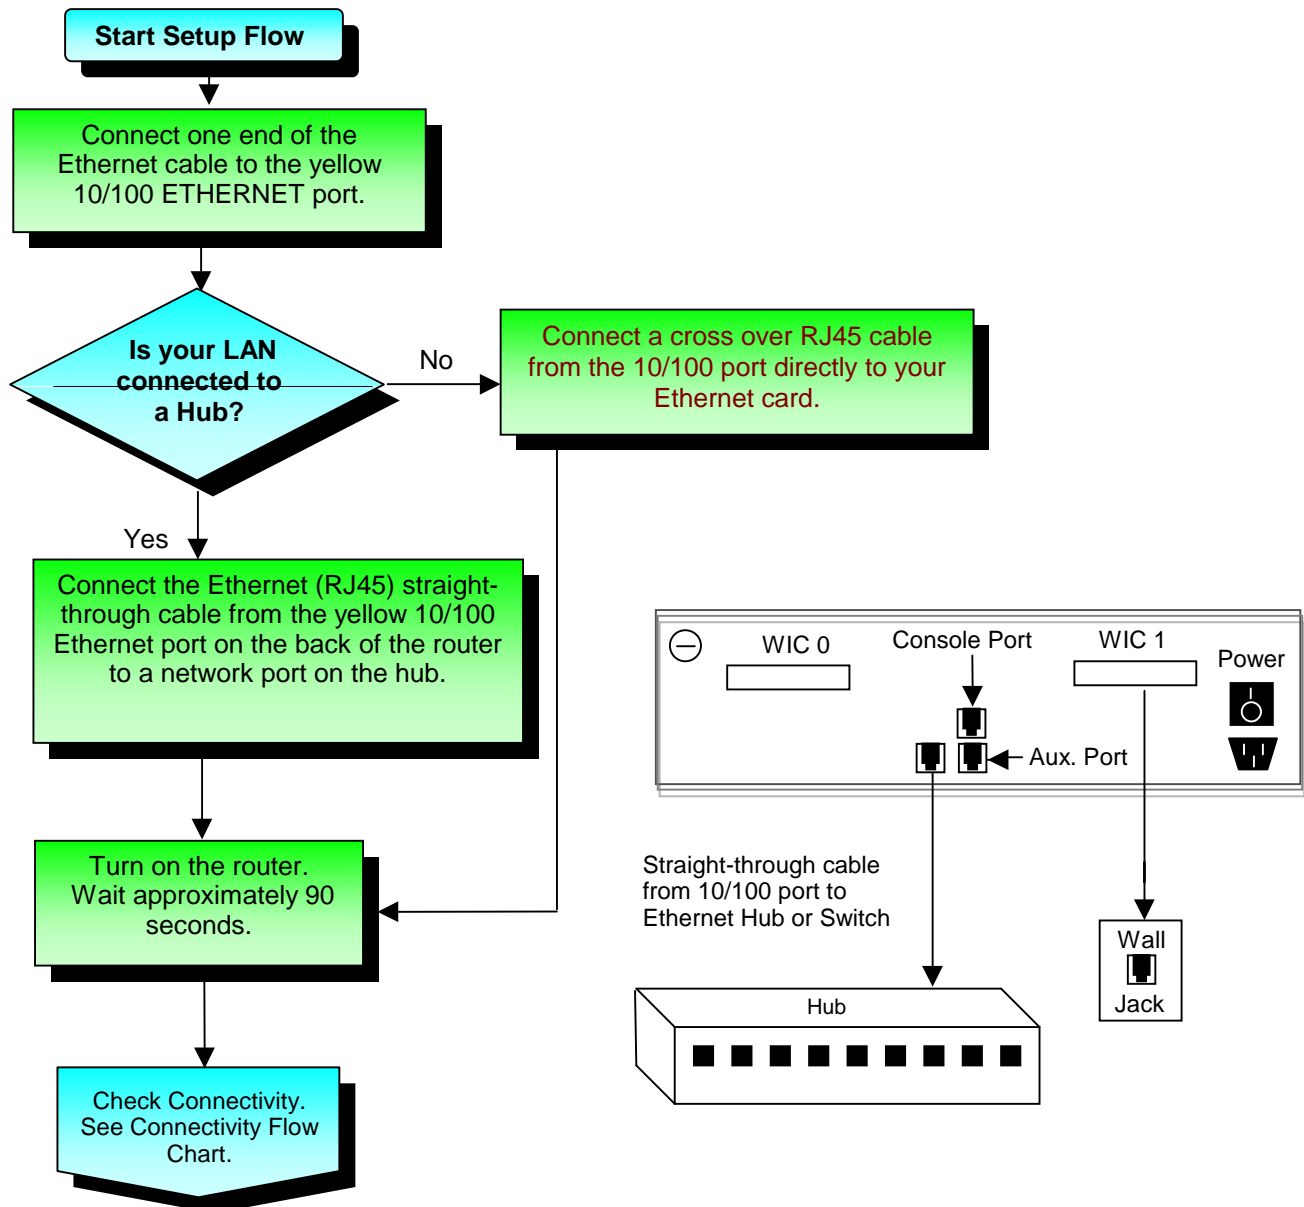 Start Setup Flow
Connect one end of the
Ethernet cable to the yellow
10/100 ETHERNET port.
Is your LAN
connected to
a Hub?
No
Connect a cross over RJ45 cable
from the 10/100 port directly to your
Ethernet card.
Yes
Connect the Ethernet (RJ45) straight-
through cable from the yellow 10/100
Ethernet port on the back of the router
to a network port on the hub.
Turn on the router.
Wait approximately 90
seconds.
Check Connectivity.
See Connectivity Flow
Chart.
WIC 0
Console Port
WIC 1
Power
Aux. Port
Straight-through cable
from 10/100 port to
Ethernet Hub or Switch
Wall
Jack
Hub